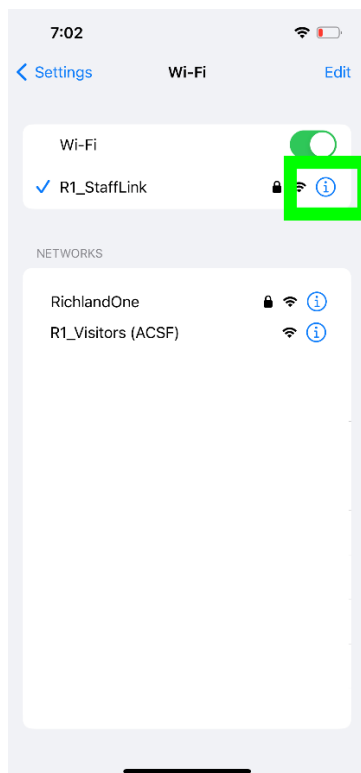 7:02
Settings Wi-Fi Edit
Wi-Fi
R1_StaffLink
NETWORKS
RichlandOne
R1_Visitors (ACSF)